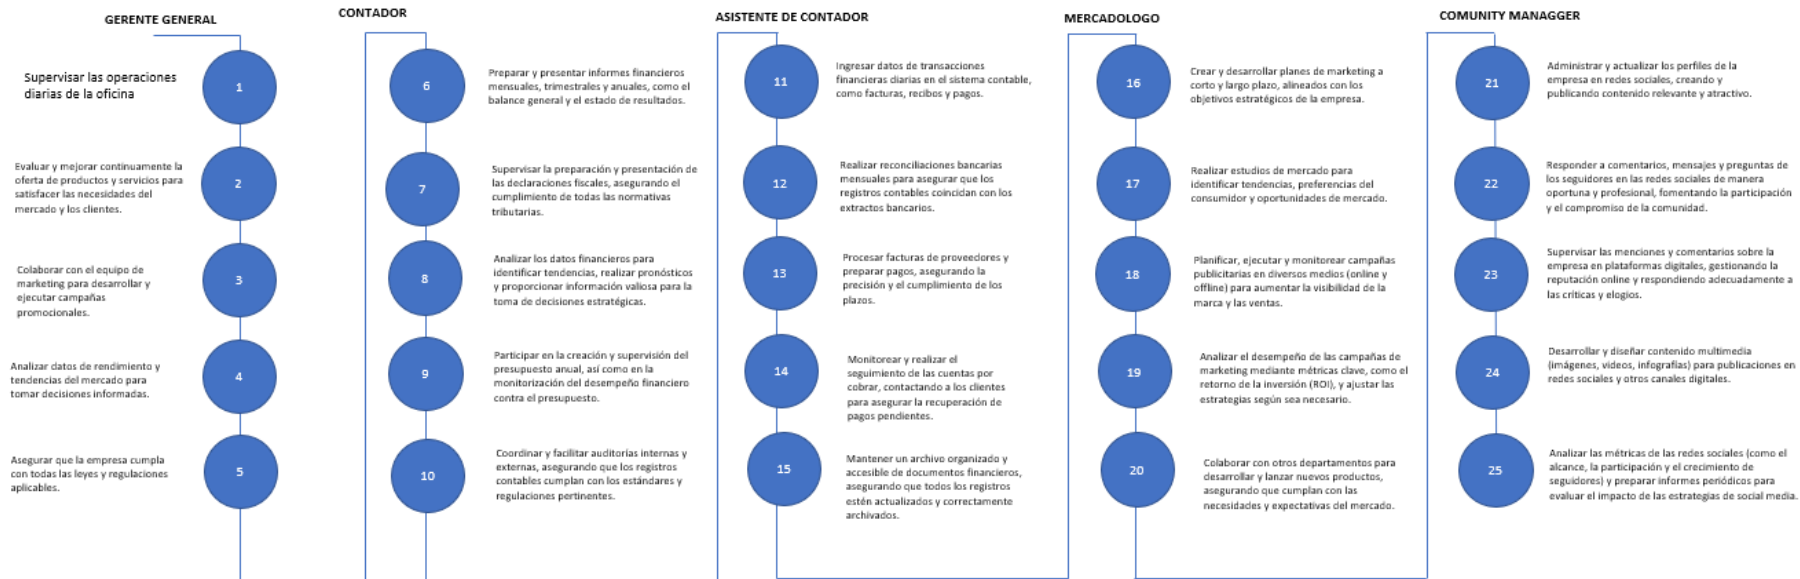 GERENTE GENERAL
1
Supervisar las operaciones
diarias de la oficina
2
Evaluar y mejorar continuamente la
oferta de productos y servicios para
satisfacer las necesidades del
mercado y los clientes.
3
Colaborar con el equipo de
marketing para desarrollar y
ejecutar campañas
promocionales.
4
Analizar datos de rendimiento y
tendencias del mercado para
tomar decisiones informadas.
5
Asegurar que la empresa cumpla
con todas las leyes y regulaciones
aplicables.
CONTADOR
6
Preparar y presentar informes financieros
mensuales, trimestrales y anuales, como el
balance general y el estado de resultados.
7
Supervisar la preparación y presentación de
las declaraciones fiscales, asegurando el
cumplimiento de todas las normativas
tributarias.
8
Analizar los datos financieros para
identificar tendencias, realizar pronósticos
y proporcionar información valiosa para la
toma de decisiones estratégicas.
9
Participar en la creación y supervisión del
presupuesto anual, así como en la
monitorización del desempeño financiero
contra el presupuesto.
10
Coordinar y facilitar auditorias internas y
externas, asegurando que los registros
contables cumplan con los estándares y
regulaciones pertinentes.
ASISTENTE DE CONTADOR
11
Ingresar datos de transacciones
financieras diarias en el sistema contable,
como facturas, recibos y pagos.
12
Realizar reconciliaciones bancarias
mensuales para asegurar que los
registros contables coincidan con los
extractos bancarios.
13
Procesar facturas de proveedores y
preparar pagos, asegurando la
precisión y el cumplimiento de los
plazos.
14
Monitorear y realizar el
seguimiento de las cuentas por
cobrar, contactando a los clientes
para asegurar la recuperación de
pagos pendientes.
15
Mantener un archivo organizado y
accesible de documentos financieros,
asegurando que todos los registros
estén actualizados y correctamente
archivados.
MERCADOLOGO
16
Crear y desarrollar planes de marketing a
corto y largo plazo, alineados con los
objetivos estratégicos de la empresa.
17
Realizar estudios de mercado para
identificar tendencias, preferencias del
consumidor y oportunidades de mercado.
18
Planificar, ejecutar y monitorear campañas
publicitarias en diversos medios (online y
offline) para aumentar la visibilidad de la
marca y las ventas.
19
Analizar el desempeño de las campañas de
marketing mediante métricas clave, como el
retorno de la inversión (ROI), y ajustar las
estrategias según sea necesario.
20
Colaborar con otros departamentos para
desarrollar y lanzar nuevos productos,
asegurando que cumplan con las
necesidades y expectativas del mercado.
COMUNITY MANAGGER
21
Administrar y actualizar los perfiles de la
empresa en redes sociales, creando y
publicando contenido relevante y atractivo.
22
Responder a comentarios, mensajes y preguntas de
los seguidores en las redes sociales de manera
oportuna y profesional, fomentando la participación
y el compromiso de la comunidad.
23
Supervisar las menciones y comentarios sobre la
empresa en plataformas digitales, gestionando la
reputación online y respondiendo adecuadamente a
las críticas y elogios.
24
Desarrollar y diseñar contenido multimedia
(imágenes, videos, infografías) para publicaciones en
redes sociales y otros canales digitales.
25
Analizar las métricas de las redes sociales (como el
alcance, la participación y el crecimiento de
seguidores) y preparar informes periódicos para
evaluar el impacto de las estrategias de social media.